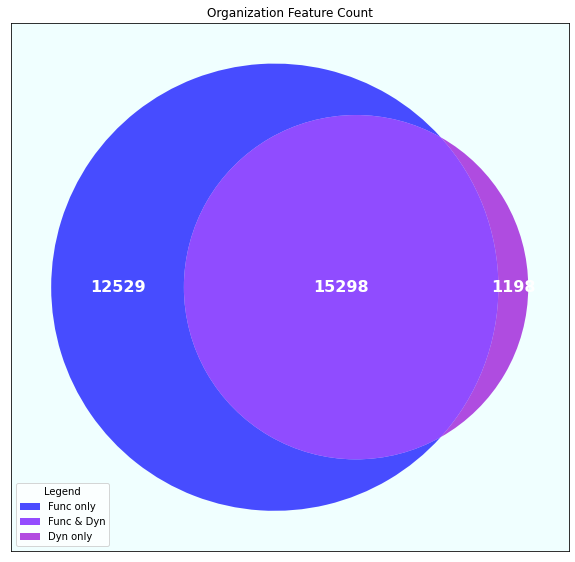 Organization Feature Count
12529
15298
1198
Legend
Func only
Func & Dyn
Dyn only